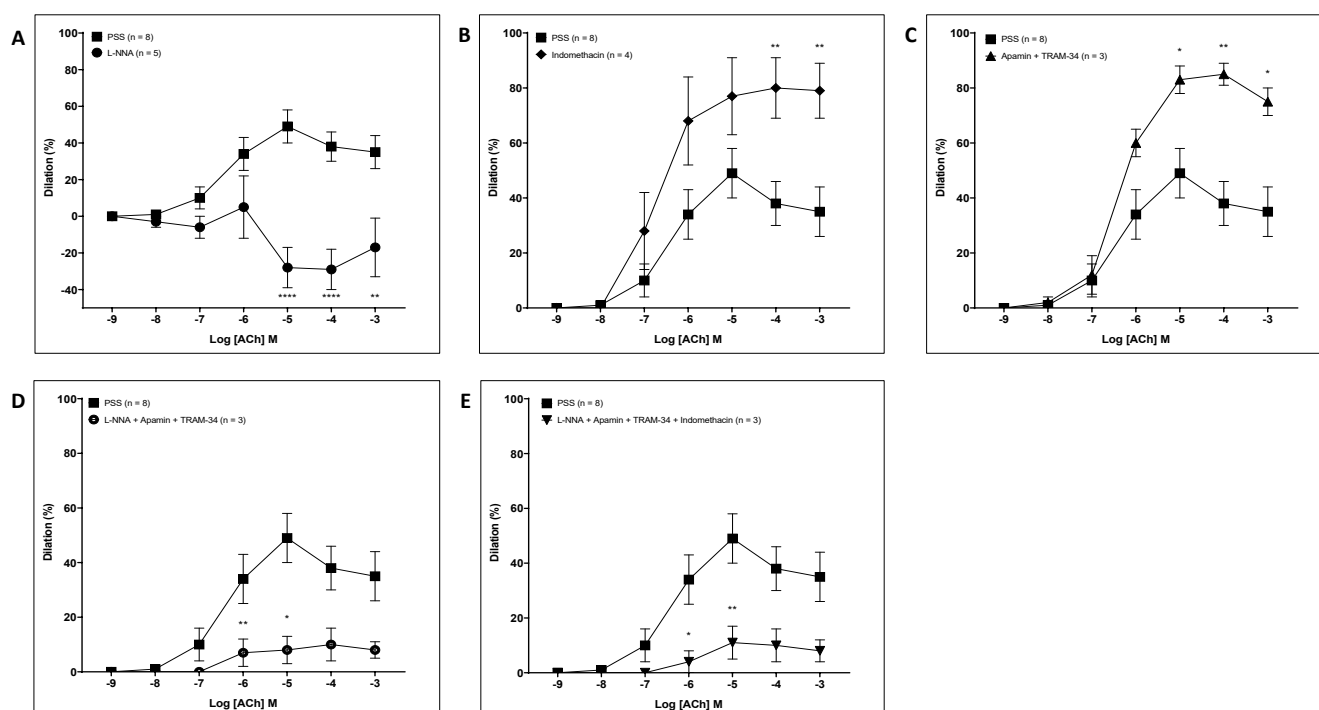 A
PSS (n = 8)
L-NNA (n = 5)
Dilation (%)
100
80
60
40
20
0
-20
-40
**** **** **
-9 -8 -7 -6 -5 -4 -3
Log [ACh] M
B
PSS (n = 8)
Indomethacin (n = 4)
** **
Dilation (%)
100
80
60
40
20
0
-9 -8 -7 -6 -5 -4 -3
Log [ACh] M
C
PSS (n = 8)
Apamin + TRAM-34 (n = 3)
* ** *
Dilation (%)
100
80
60
40
20
0
-9 -8 -7 -6 -5 -4 -3
Log [ACh] M
D
PSS (n = 8)
L-NNA + Apamin + TRAM-34 (n = 3)
Dilation (%)
100
80
60
40
20
0
** *
-9 -8 -7 -6 -5 -4 -3
Log [ACh] M
E
PSS (n = 8)
L-NNA + Apamin + TRAM-34 + Indomethacin (n = 3)
Dilation (%)
100
80
60
40
20
0
* **
-9 -8 -7 -6 -5 -4 -3
Log [ACh] M